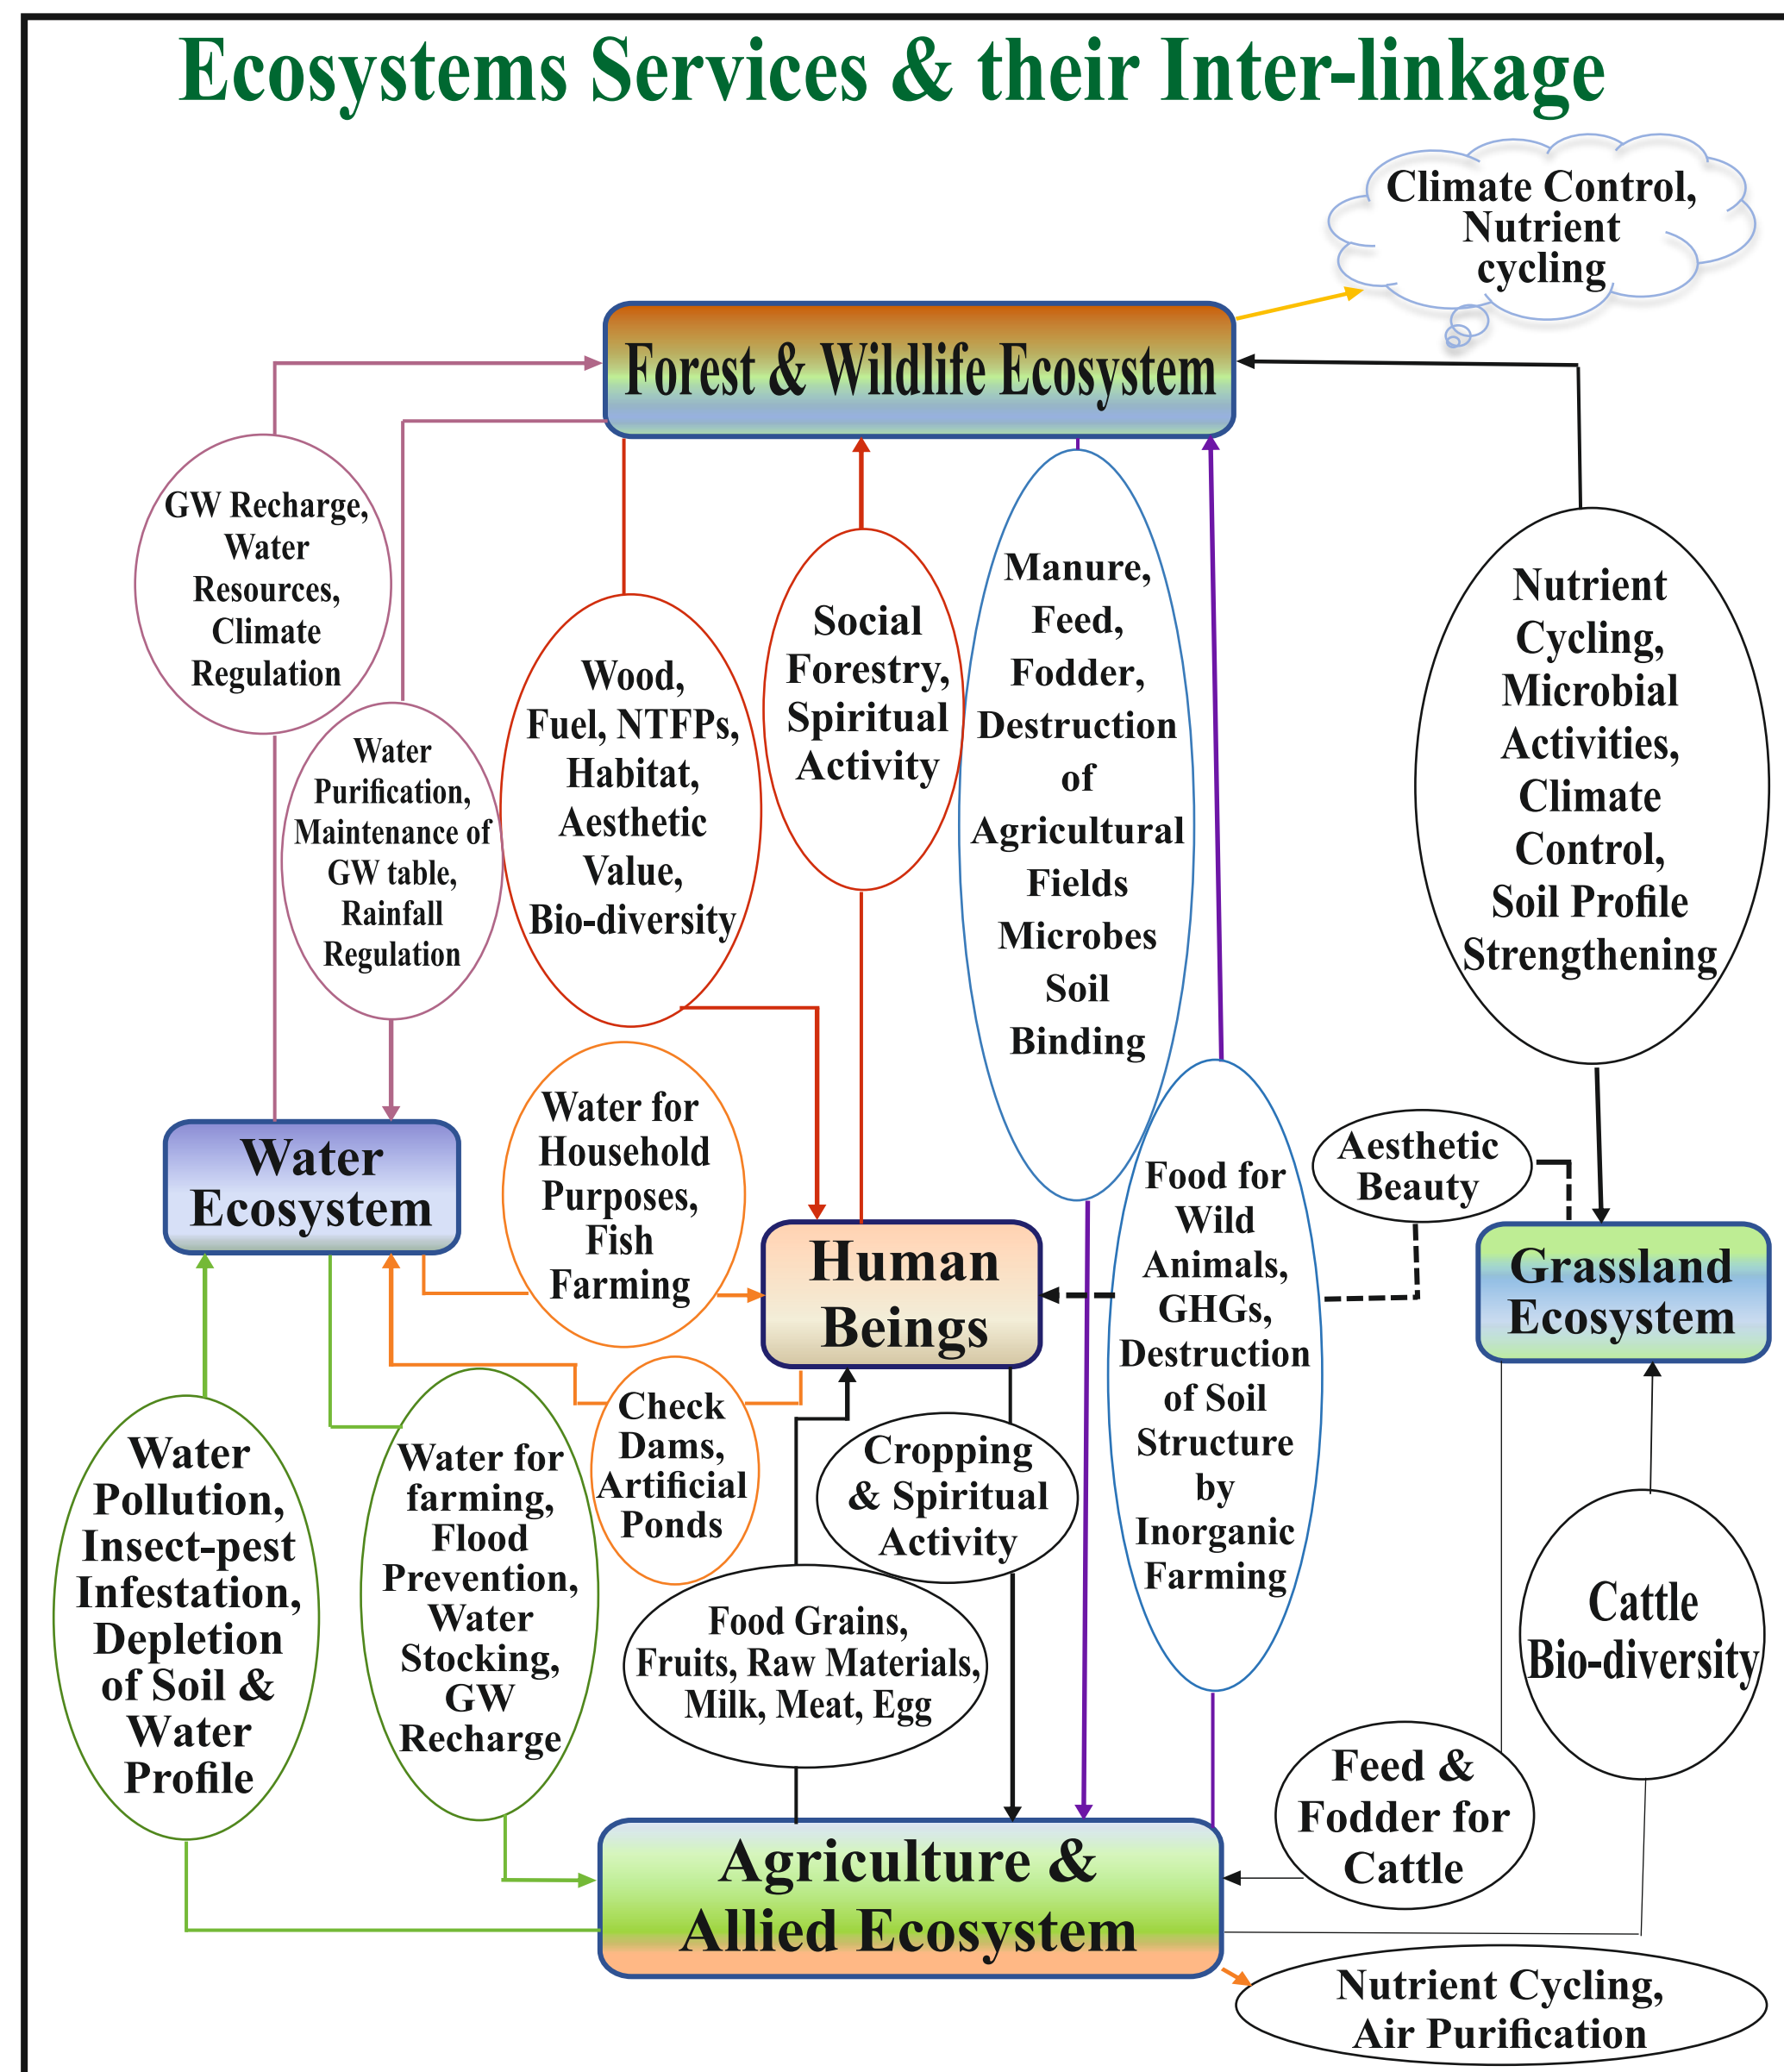 Ecosystems Services & their Inter-linkage
Climate Control,
Nutrient
cycling
Forest & Wildlife Ecosystem
GW Recharge,
Water
Resources,
Climate
Regulation
Water
Purification,
Maintenance of
GW table,
Rainfall
Regulation
Wood,
Fuel, NTFPs,
Habitat,
Aesthetic
Value,
Bio-diversity
Social
Forestry,
Spiritual
Activity
Manure,
Feed,
Fodder,
Destruction
of
Agricultural
Fields
Microbes
Soil
Binding
Nutrient
Cycling,
Microbial
Activities,
Climate
Control,
Soil Profile
Strengthening
Water
Ecosystem
Water for
Household
Purposes,
Fish
Farming
Human
Beings
Food for
Wild
Animals,
GHGs,
Destruction
of Soil
Structure
by
Inorganic
Farming
Aesthetic
Beauty
Grassland
Ecosystem
Water
Pollution,
Insect-pest
Infestation,
Depletion
of Soil &
Water
Profile
Water for
farming,
Flood
Prevention,
Water
Stocking,
GW
Recharge
Check
Dams,
Artificial
Ponds
Cropping
& Spiritual
Activity
Food Grains,
Fruits, Raw Materials,
Milk, Meat, Egg
Cattle
Bio-diversity
Feed &
Fodder for
Cattle
Agriculture &
Allied Ecosystem
Nutrient Cycling,
Air Purification